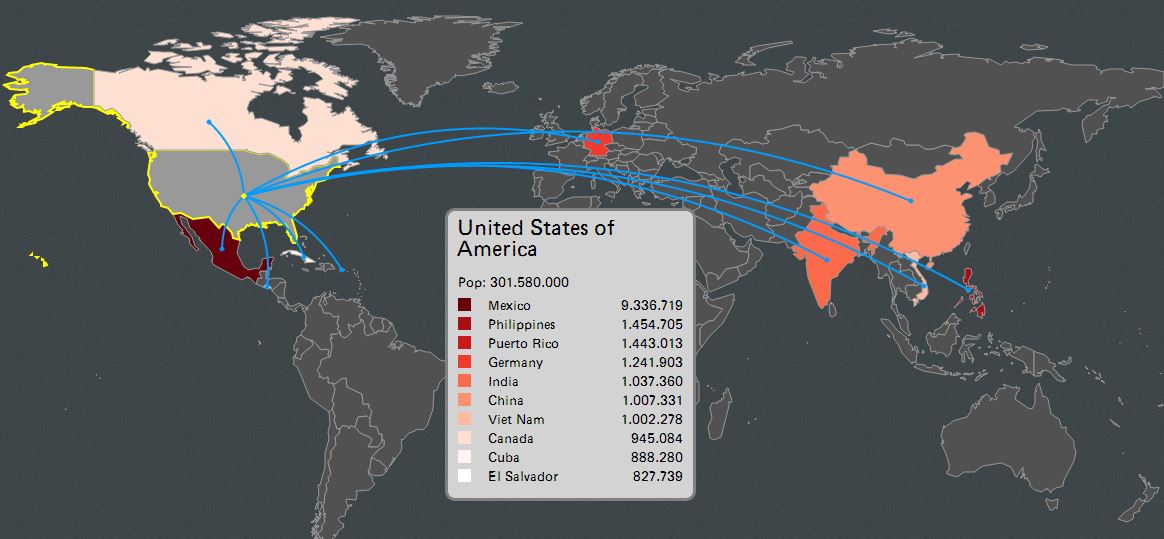 United States of
America
Pop: 301.580.000
Mexico 9.336.719
Philippines 1.454.705
Puerto Rico 1.443.013
Germany 1.241.903
India 1.037.360
China 1.007.331
Viet Nam 1.002.278
Canada 945.084
Cuba 888.280
El Salvador 827.739